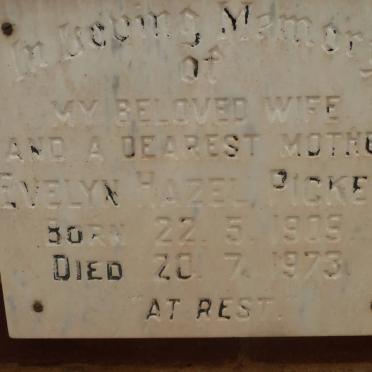 In Loving Memory
of
MY BELOVED WIFE
AND A DEAREST MOTHE
EVELYN HAZEL PICKE
BORN 22. 5. 1909.
DIED 20. 7. 1973.
"AT REST."